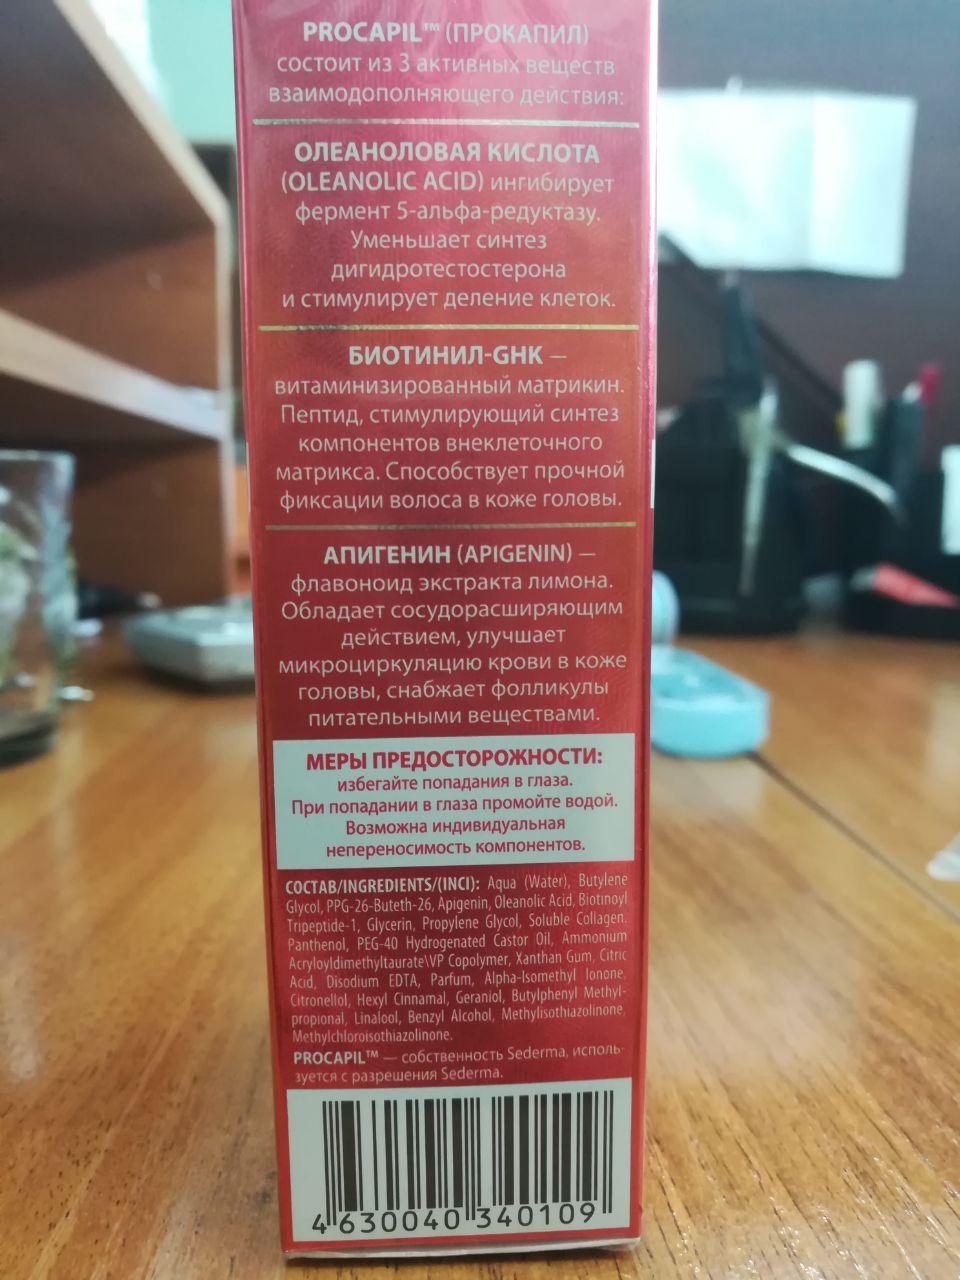 PROCAPIL™ (ПРОКАПИЛ)
состоит из 3 активных веществ
взаимодополняющего действия:
ОЛЕАНОЛОВАЯ КИСЛОТА
(OLEANOLIC ACID) ингибирует
фермент 5-альфа-редуктазу.
Уменьшает синтез
дигидротестостерона
и стимулирует деление клеток.
БИОТИНИЛ-GHK —
витаминизированный матрикин.
Пептид, стимулирующий синтез
компонентов внеклеточного
матрикса. Способствует прочной
фиксации волоса в коже головы.
АПИГЕНИН (APIGENIN) —
флавоноид экстракта лимона.
Обладает сосудорасширяющим
действием, улучшает
микроциркуляцию крови в коже
головы, снабжает фолликулы
питательными веществами.
МЕРЫ ПРЕДОСТОРОЖНОСТИ:
избегайте попадания в глаза.
При попадании в глаза промойте водой.
Возможна индивидуальная
непереносимость компонентов.
СОСТАВ/INGREDIENTS/(INCI): Aqua (Water), Butylene
Glycol, PPG-26-Buteth-26, Apigenin, Oleanolic Acid, Biotinoyl
Tripeptide-1, Glycerin, Propylene Glycol, Soluble Collagen,
Panthenol, PEG-40 Hydrogenated Castor Oil, Ammonium
Acryloyldimethyltaurate\VP Copolymer, Xanthan Gum, Citric
Acid, Disodium EDTA, Parfum, Alpha-Isomethyl Ionone,
Citronellol, Hexyl Cinnamal, Geraniol, Butylphenyl Methyl-
propional, Linalool, Benzyl Alcohol, Methylisothiazolinone,
Methylchloroisothiazolinone.
PROCAPIL™ — собственность Sederma, исполь-
зуется с разрешения Sederma.
4 630040 340109